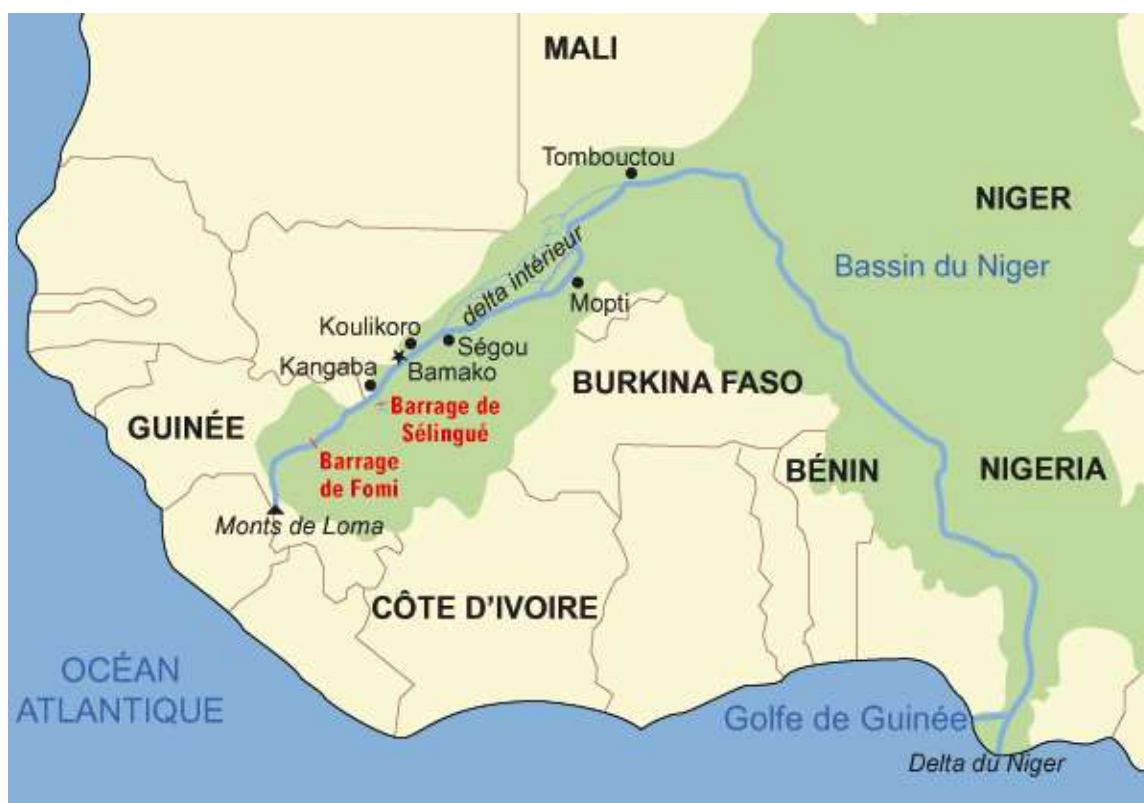 MALI
Tombouctou
NIGER
Bassin du Niger
delta intérieur
Mopti
Koulikoro
Ségou
Kangaba
Bamako
BURKINA FASO
Barrage de
Sélingué
GUINÉE
Barrage
de Fomi
BÉNIN
NIGERIA
Monts de Loma
CÔTE D'IVOIRE
OCÉAN
ATLANTIQUE
Golfe de Guinée
Delta du Niger